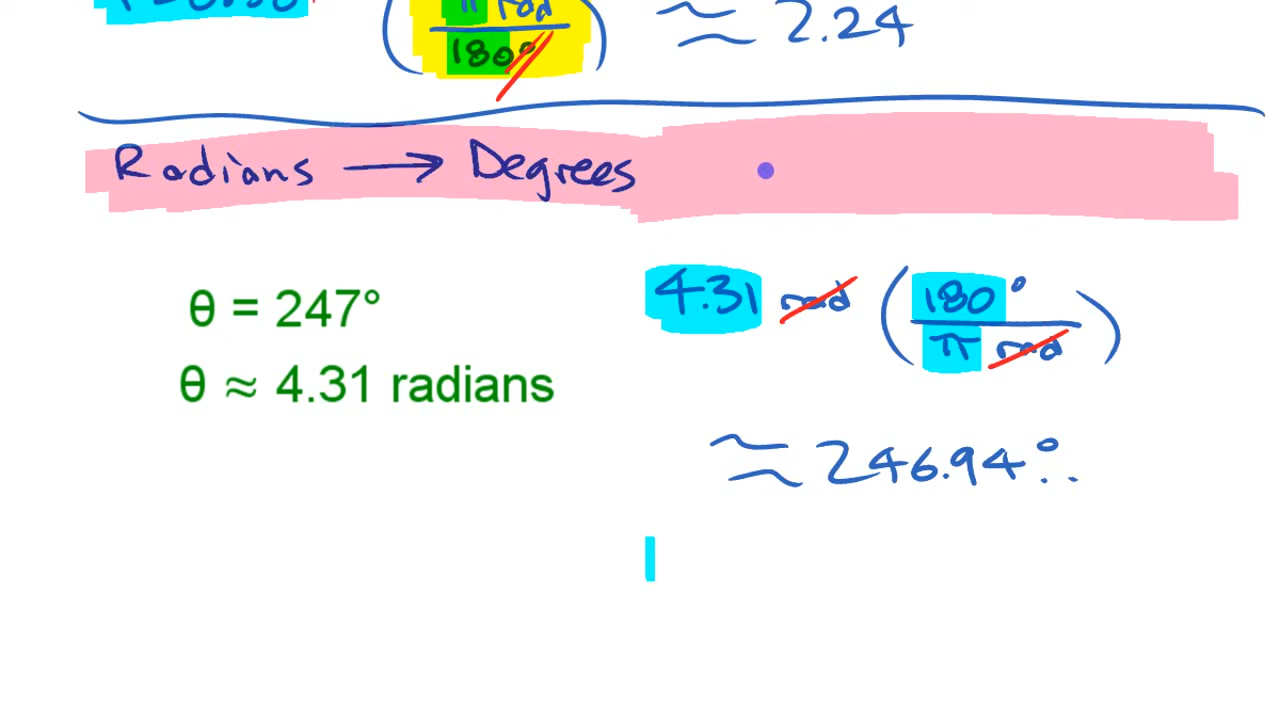 π rad
180°
≈ 2.24
Radians → Degrees
θ = 247°
θ ≈ 4.31 radians
4.31 rad (180° / π rad)
≈ 246.94°..